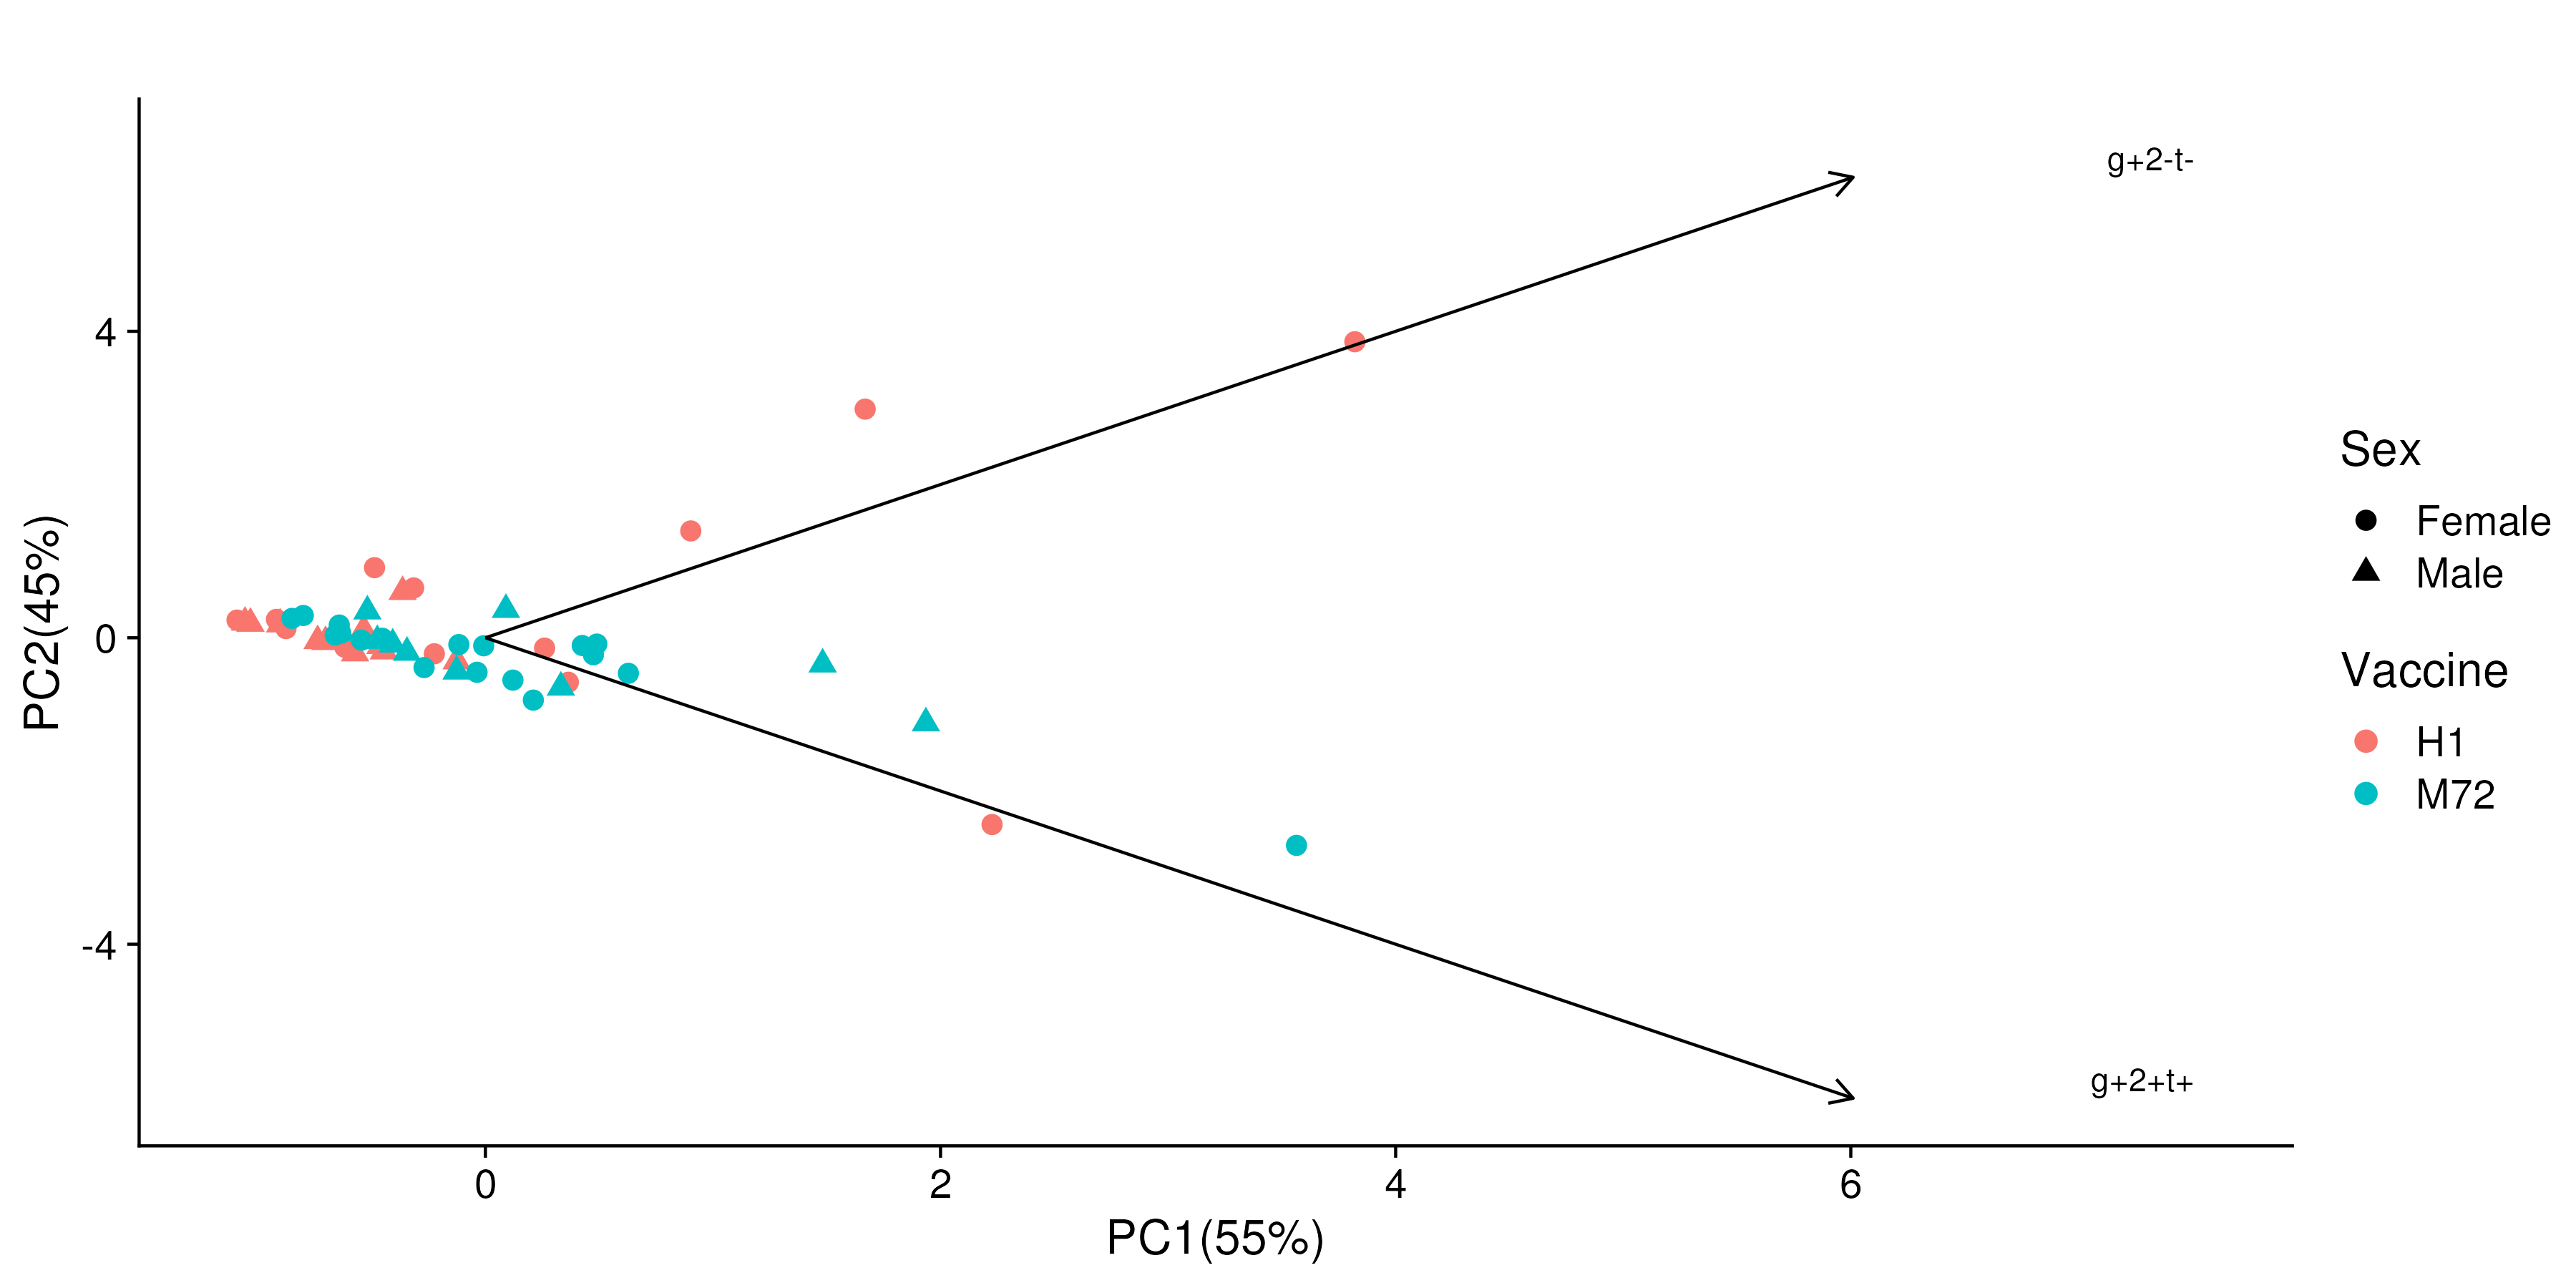 g+2-t-
4
0
-4
PC2(45%)
g+2+t+
0 2 4 6
PC1(55%)
Sex
Female
Male
Vaccine
H1
M72